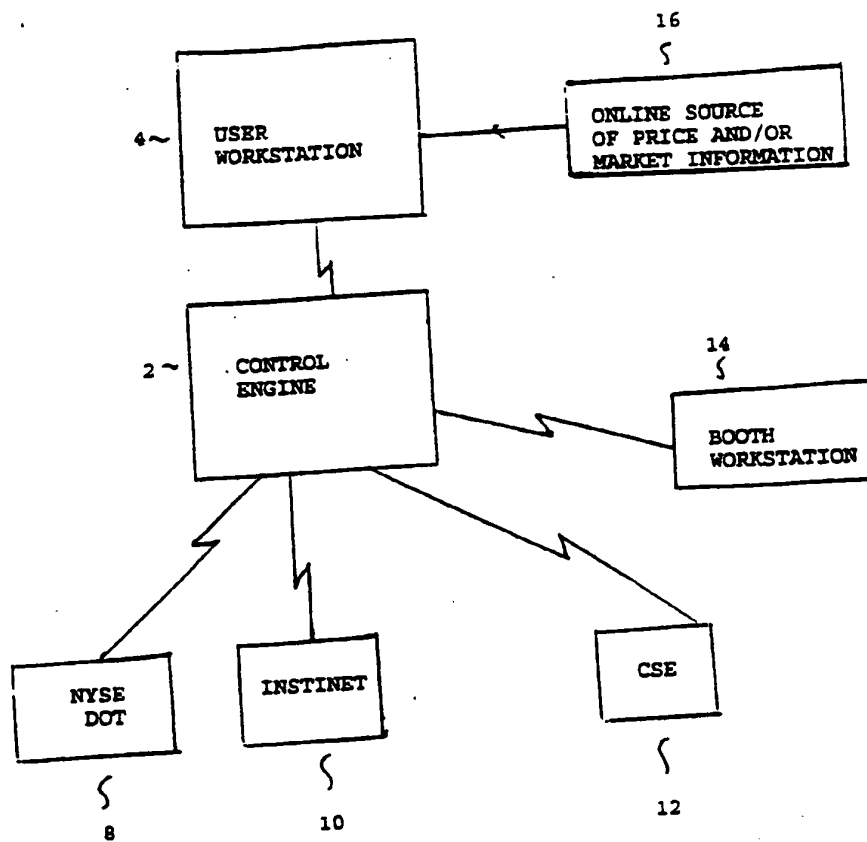 16
ONLINE SOURCE
OF PRICE AND/OR
MARKET INFORMATION
4~
USER
WORKSTATION
2~
CONTROL
ENGINE
14
BOOTH
WORKSTATION
NYSE
DOT
INSTINET
CSE
8
10
12